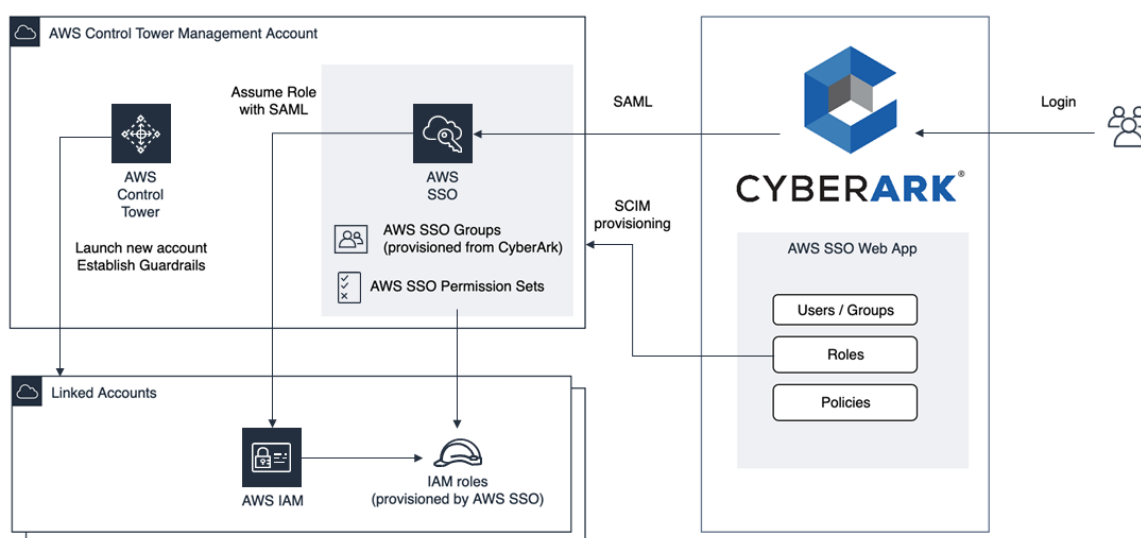 AWS Control Tower Management Account
Assume Role
with SAML
SAML
Login
AWS
Control
Tower
AWS
SSO
CYBERARK®
SCIM
provisioning
AWS SSO Groups
(provisioned from CyberArk)
Launch new account
Establish Guardrails
AWS SSO Web App
AWS SSO Permission Sets
Users / Groups
Roles
Policies
Linked Accounts
AWS IAM
IAM roles
(provisioned by AWS SSO)